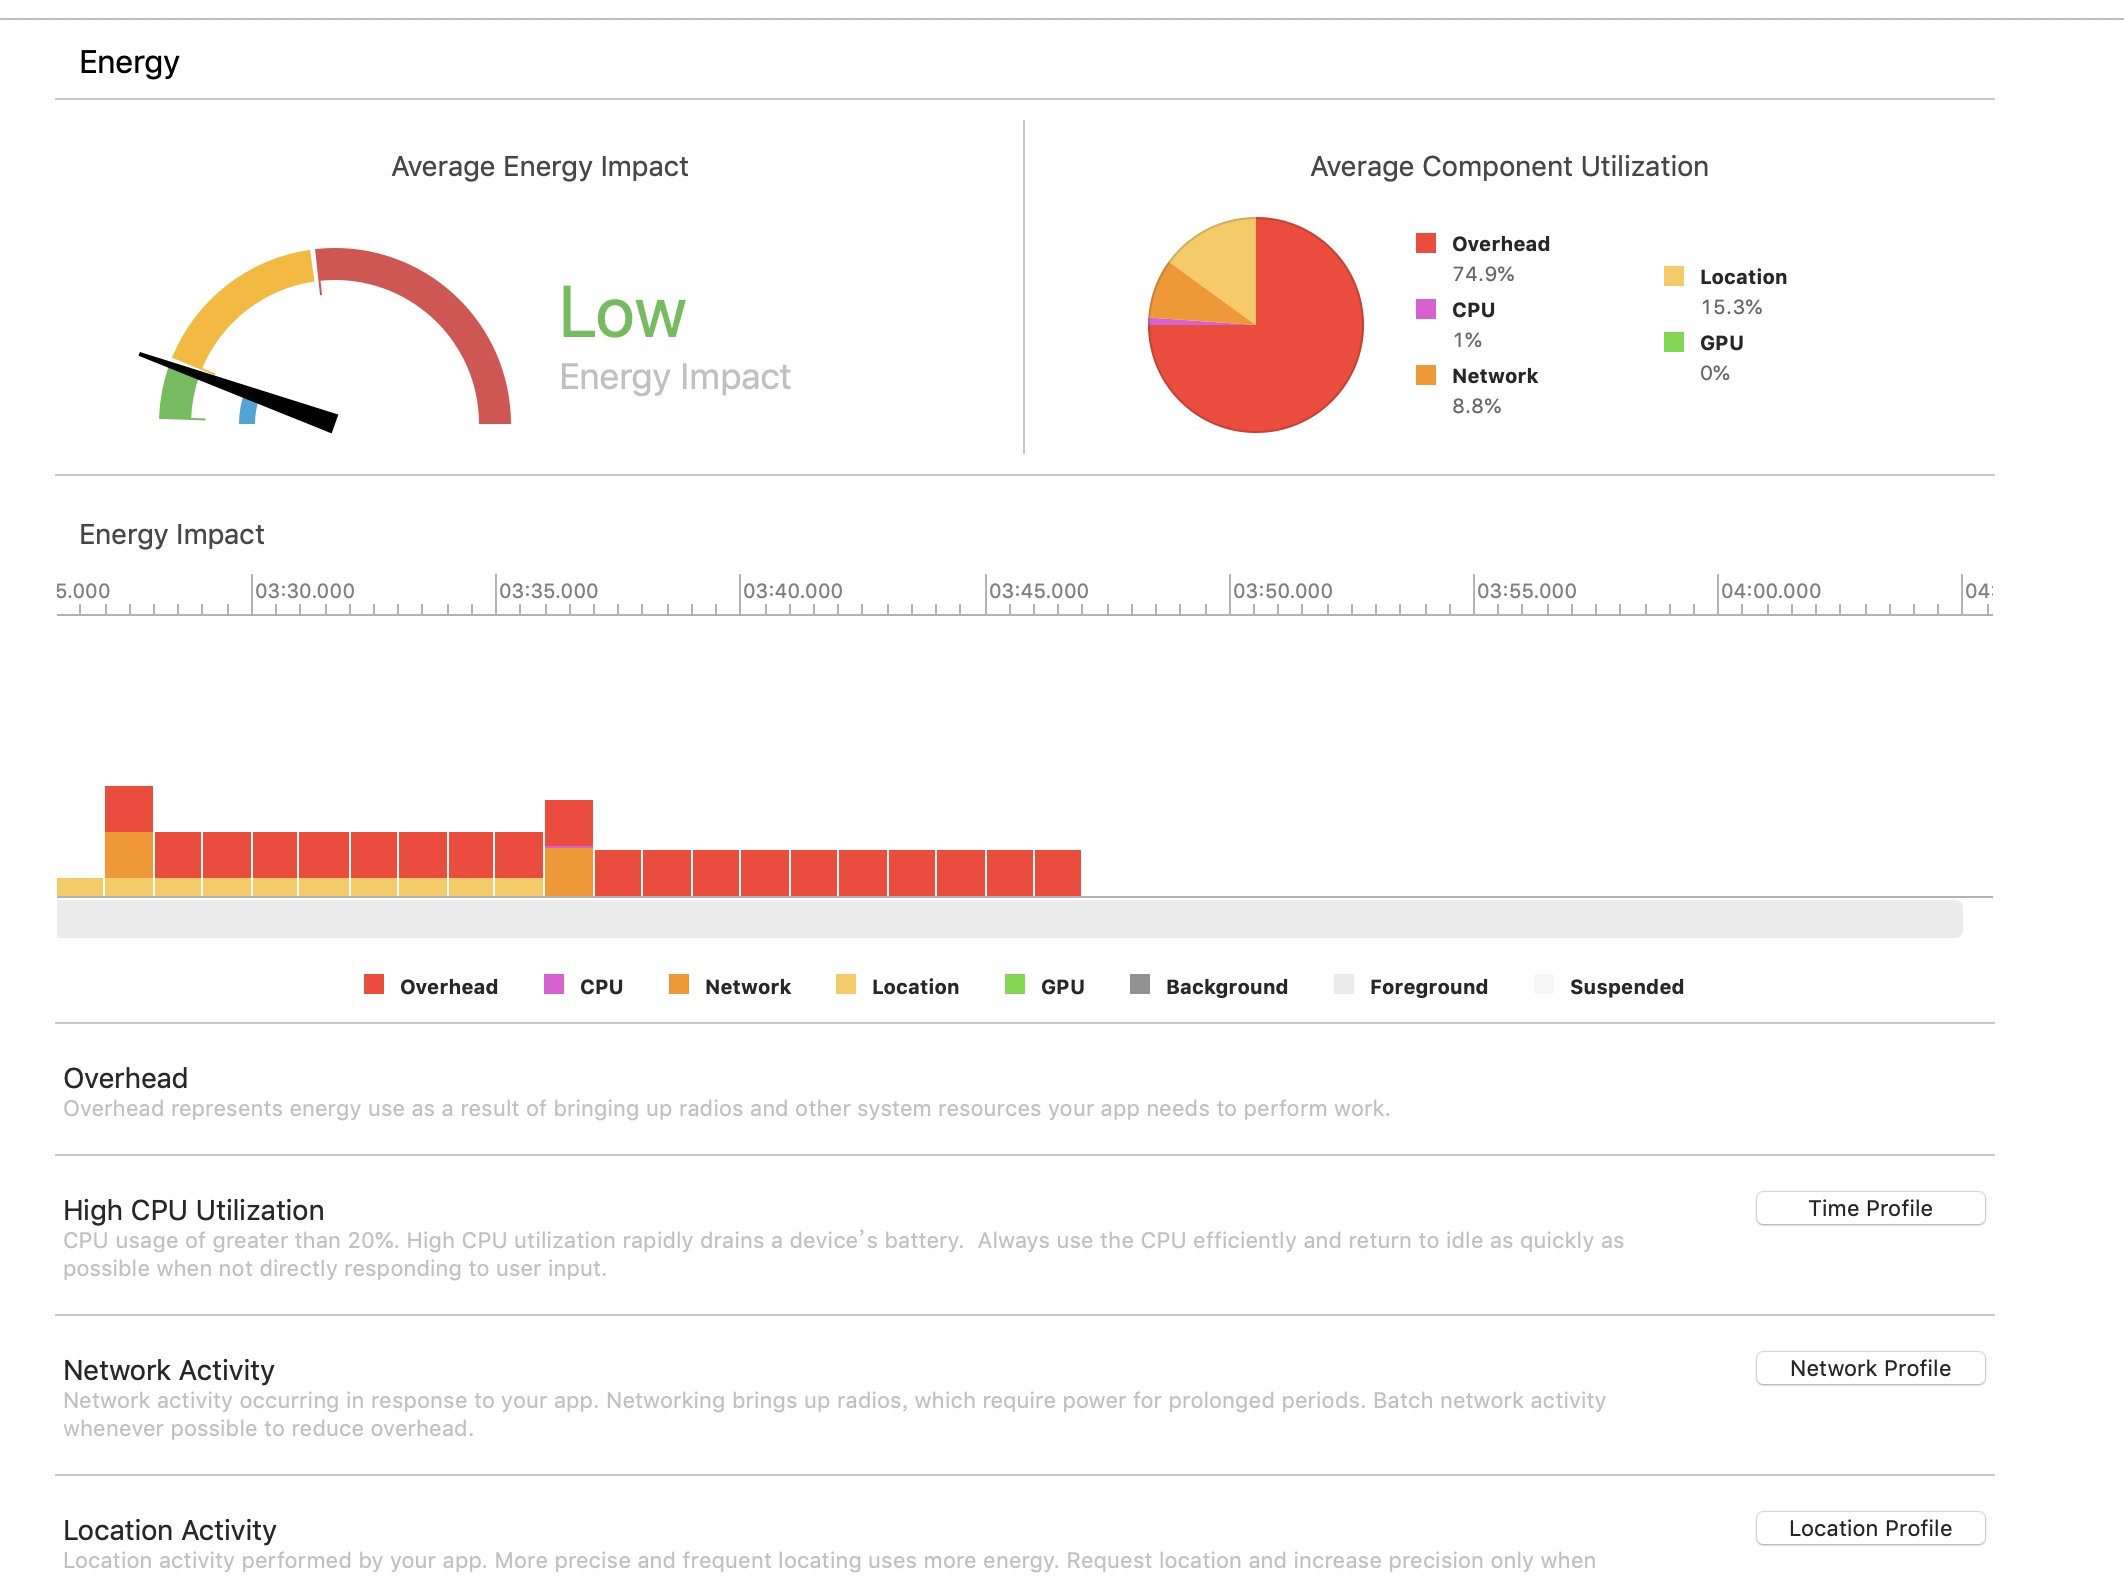 Energy
Average Energy Impact
Low
Energy Impact
Average Component Utilization
Overhead
74.9%
CPU
1%
Network
8.8%
Location
15.3%
GPU
0%
Energy Impact
5.000 03:30.000 03:35.000 03:40.000 03:45.000 03:50.000 03:55.000 04:00.000 04:
Overhead CPU Network Location GPU Background Foreground Suspended
Overhead
Overhead represents energy use as a result of bringing up radios and other system resources your app needs to perform work.
High CPU Utilization
Time Profile
CPU usage of greater than 20%. High CPU utilization rapidly drains a device’s battery.  Always use the CPU efficiently and return to idle as quickly as
possible when not directly responding to user input.
Network Activity
Network Profile
Network activity occurring in response to your app. Networking brings up radios, which require power for prolonged periods. Batch network activity
whenever possible to reduce overhead.
Location Activity
Location Profile
Location activity performed by your app. More precise and frequent locating uses more energy. Request location and increase precision only when